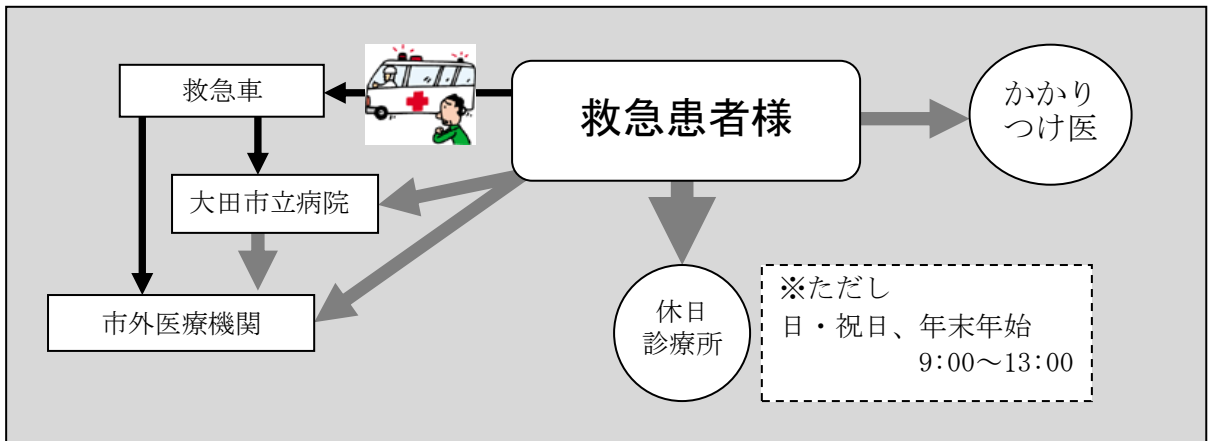 救急車
救急患者様
かかり
つけ医
大田市立病院
市外医療機関
休日
診療所
※ただし
日・祝日、年末年始
9:00～13:00